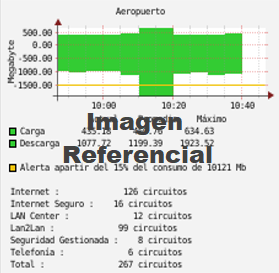 Aeropuerto
Megabyte
500.00
0.00
-500.00
-1000.00
-1500.00
10:00 10:20 10:40
Máximo
Carga 435.18 634.63
Descarga 1077.72 1199.39 1923.52
Imagen
Referencial
Alerta apartir del 15% del consumo de 10121 Mb
Internet : 126 circuitos
Internet Seguro : 16 circuitos
LAN Center : 12 circuitos
Lan2Lan : 99 circuitos
Seguridad Gestionada : 8 circuitos
Telefonía : 6 circuitos
Total : 267 circuitos